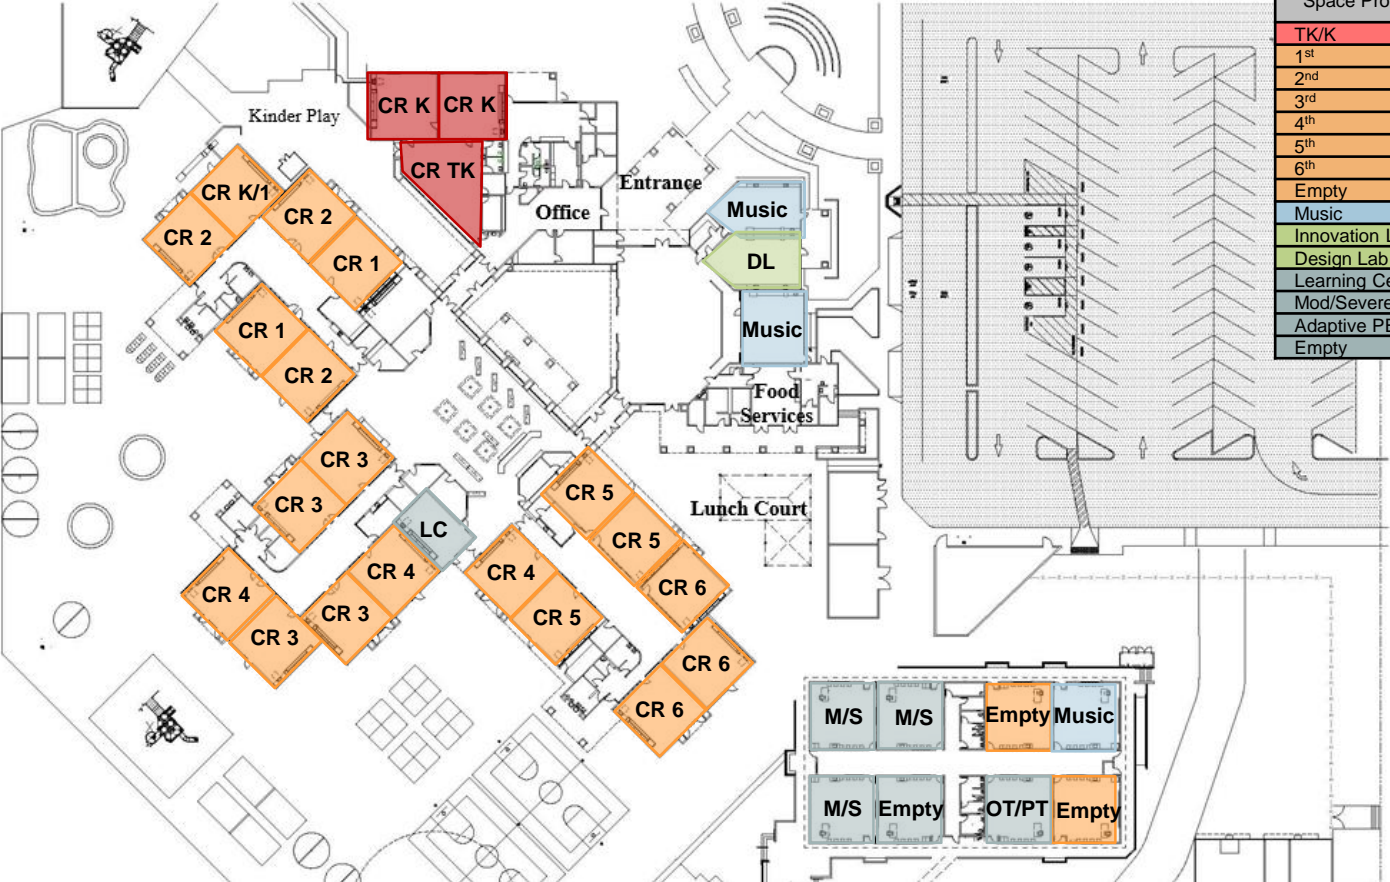 Space Pro
TK/K
1st
2nd
3rd
4th
5th
6th
Empty
Music
Innovation L
Design Lab
Learning Ce
Mod/Severe
Adaptive PE
Empty
Kinder Play
CR K
CR K
CR TK
Entrance
Office
CR K/1
CR 2
CR 2
CR 1
Music
DL
Music
CR 1
CR 2
Food
Services
CR 3
CR 3
LC
CR 5
CR 5
CR 6
Lunch Court
CR 4
CR 3
CR 4
CR 5
CR 4
CR 3
CR 6
CR 6
M/S
M/S
Empty
Music
M/S
Empty
OT/PT
Empty